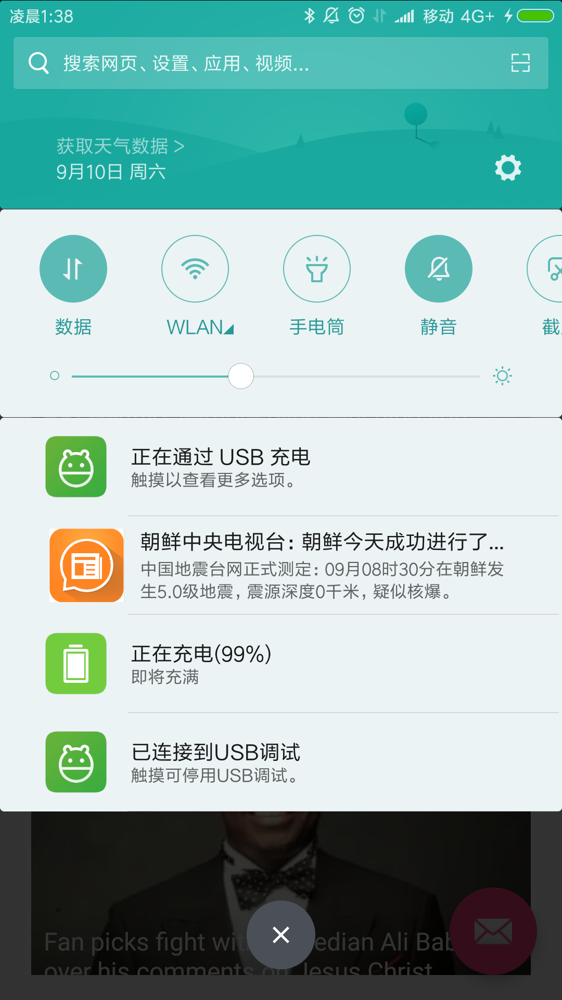 凌晨1:38 移动 4G+
搜索网页、设置、应用、视频...
获取天气数据 >
9月10日 周六
数据 WLAN 手电筒 静音 截
正在通过 USB 充电
触摸以查看更多选项。
朝鲜中央电视台：朝鲜今天成功进行了...
中国地震台网正式测定：09月08时30分在朝鲜发
生5.0级地震，震源深度0千米，疑似核爆。
正在充电(99%)
即将充满
已连接到USB调试
触摸可停用USB调试。
Fan picks fight wit edian Ali Bab
over his comments on Jesus Christ